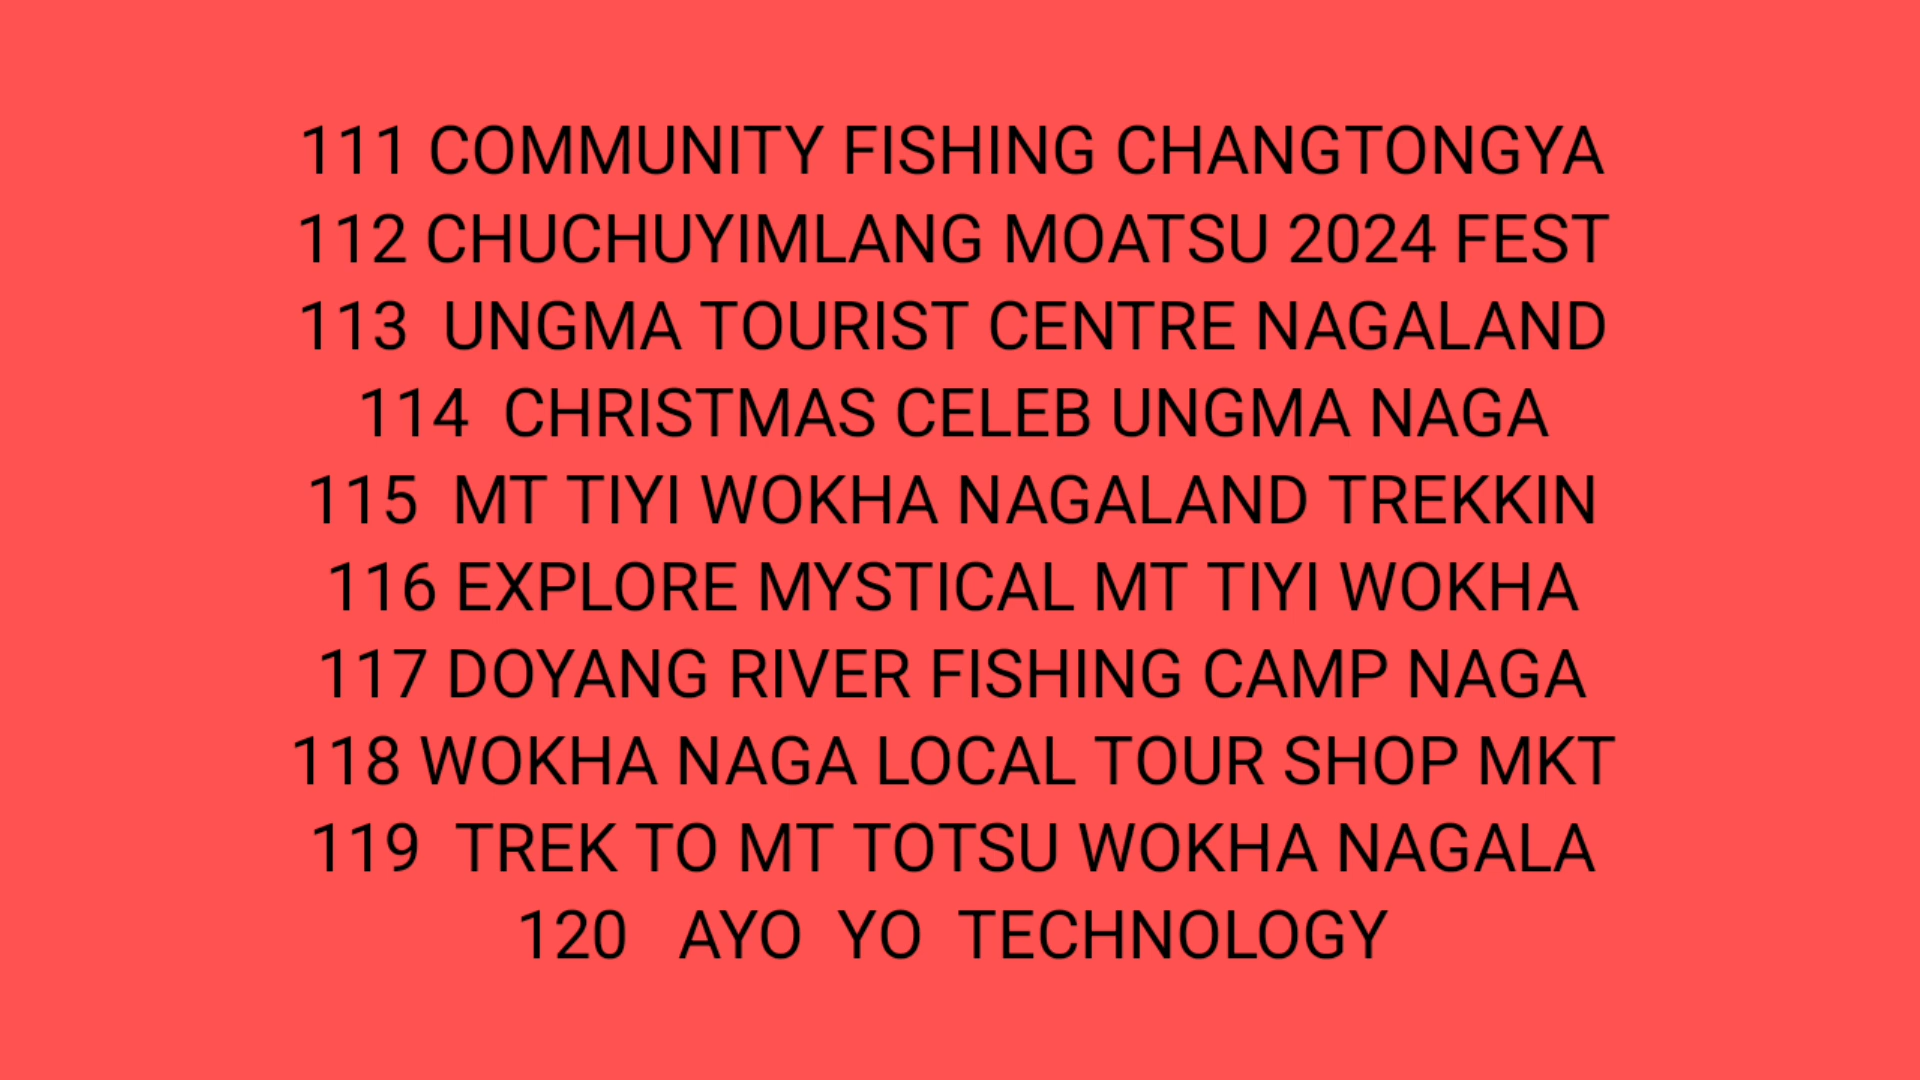 111 COMMUNITY FISHING CHANGTONGYA
112 CHUCHUYIMLANG MOATSU 2024 FEST
113  UNGMA TOURIST CENTRE NAGALAND
114  CHRISTMAS CELEB UNGMA NAGA
115  MT TIYI WOKHA NAGALAND TREKKIN
116 EXPLORE MYSTICAL MT TIYI WOKHA
117 DOYANG RIVER FISHING CAMP NAGA
118 WOKHA NAGA LOCAL TOUR SHOP MKT
119  TREK TO MT TOTSU WOKHA NAGALA
120   AYO  YO  TECHNOLOGY